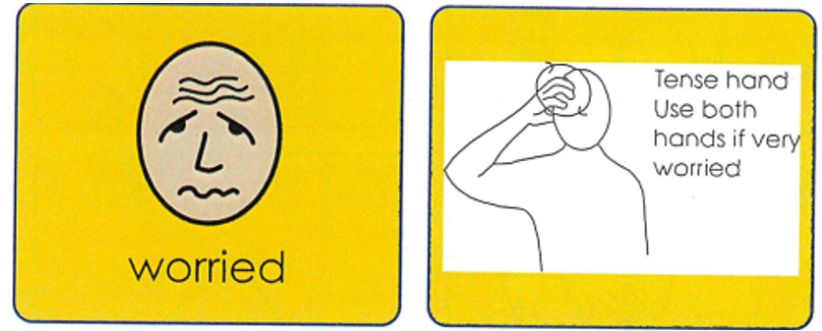 worried
Tense hand
Use both
hands if very
worried